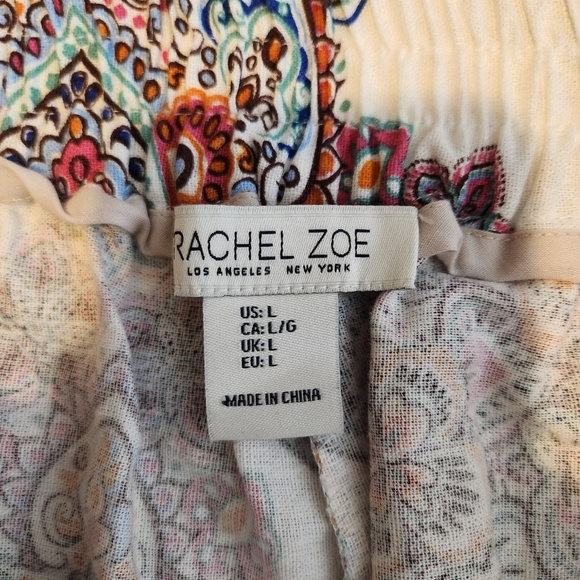 RACHEL ZOE
LOS ANGELES NEW YORK
US: L
CA: L/G
UK: L
EU: L
MADE IN CHINA